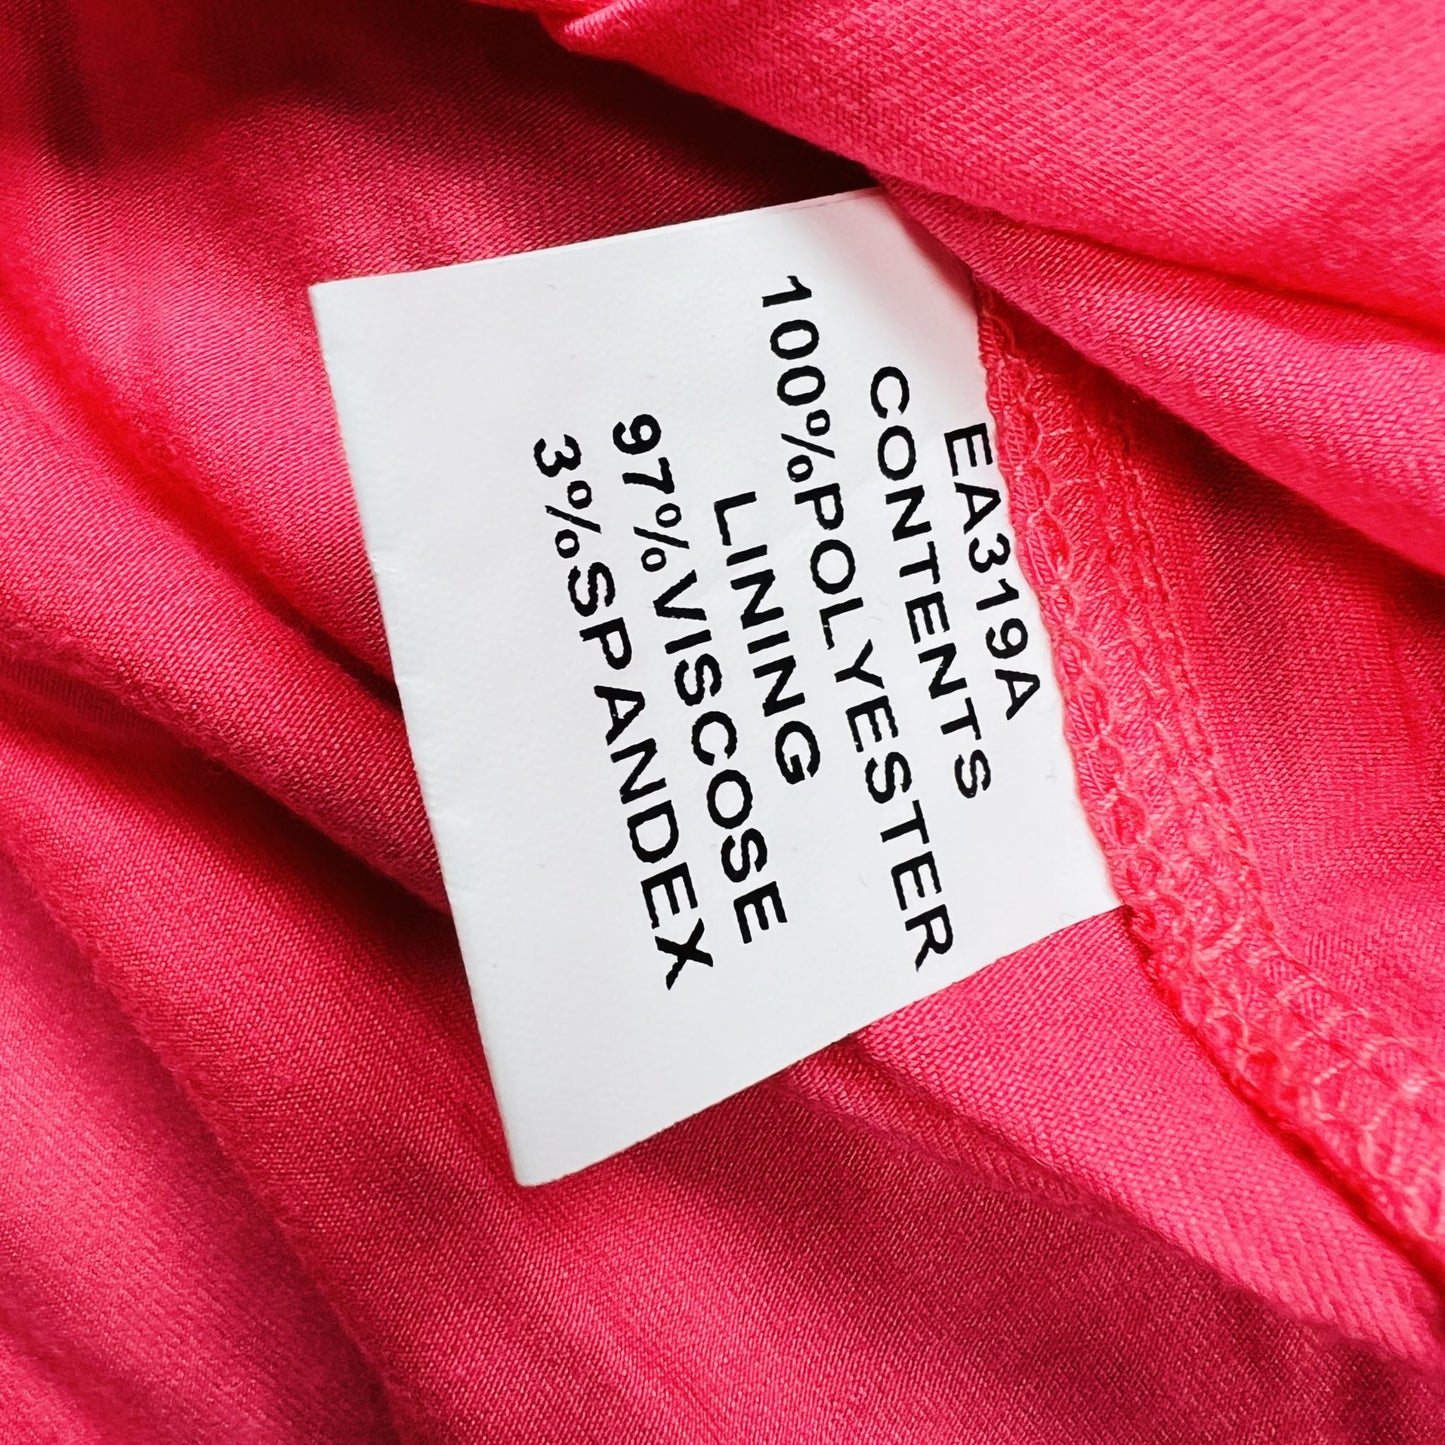 EA319A
CONTENTS
100%POLYESTER
LINING
97%VISCOSE
3%SPANDEX